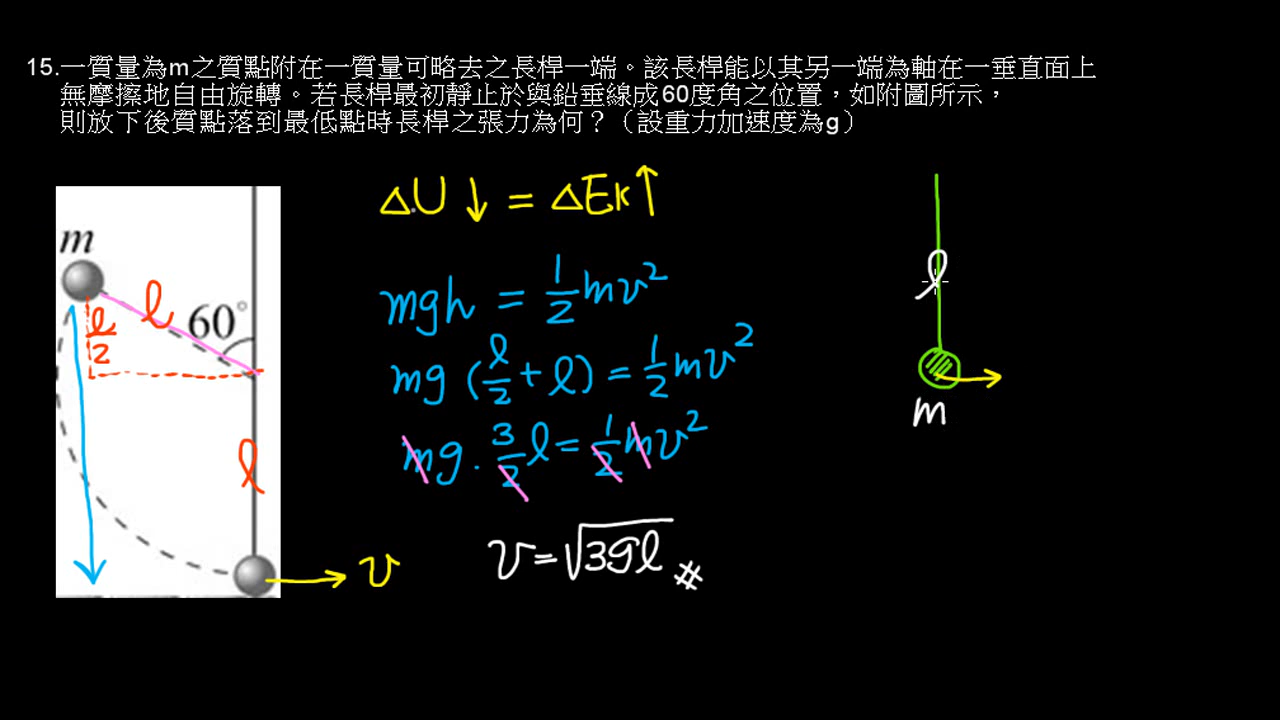 15.一質量為m之質點附在一質量可略去之長桿一端。該長桿能以其另一端為軸在一垂直面上
無摩擦地自由旋轉。若長桿最初靜止於與鉛垂線成60度角之位置，如附圖所示，
則放下後質點落到最低點時長桿之張力為何？（設重力加速度為g）
m
ℓ
60°
ℓ/2
ℓ
v
ΔU↓ = ΔEk↑
mgh = 1/2 mv²
mg (ℓ/2 + ℓ) = 1/2 mv²
mg · 3/2 ℓ = 1/2 mv²
v = √3gℓ #
ℓ
m